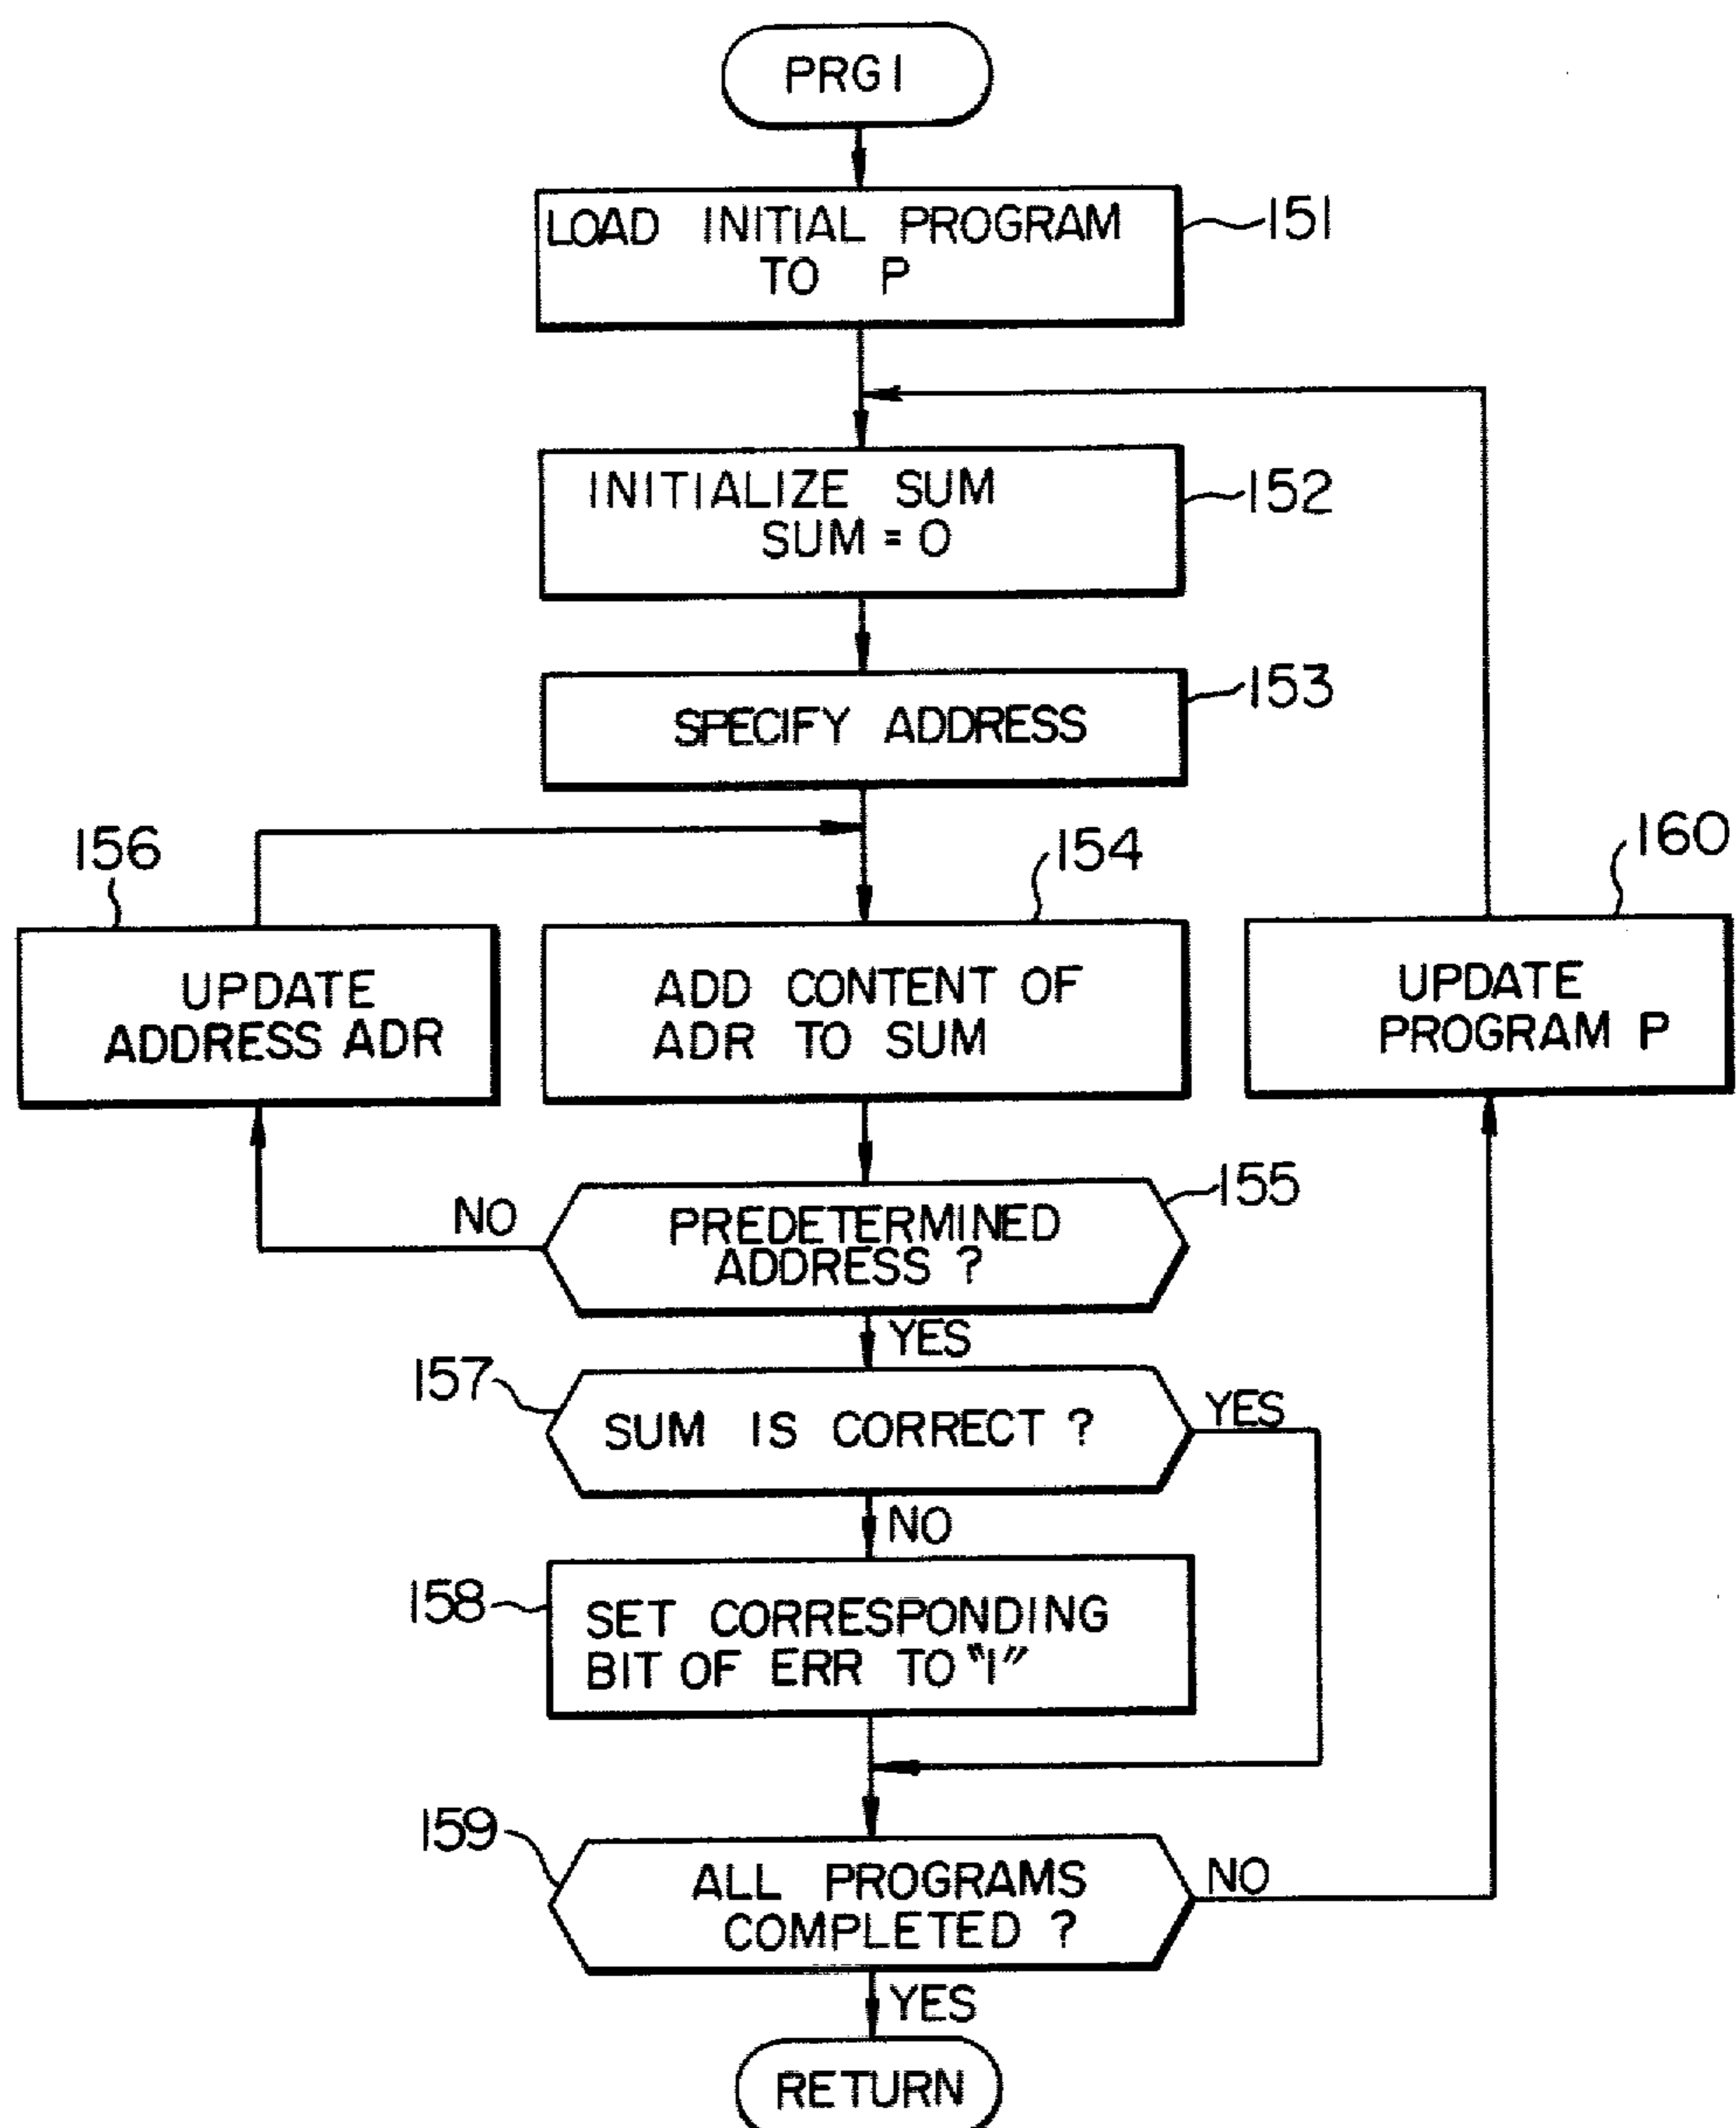 PRG1
LOAD INITIAL PROGRAM
TO P
151
INITIALIZE SUM
SUM = 0
152
SPECIFY ADDRESS
153
156
154
160
UPDATE
ADDRESS ADR
ADD CONTENT OF
ADR TO SUM
UPDATE
PROGRAM P
NO
PREDETERMINED
ADDRESS ?
155
YES
157
SUM IS CORRECT ?
YES
NO
158
SET CORRESPONDING
BIT OF ERR TO "1"
159
ALL PROGRAMS
COMPLETED ?
NO
YES
RETURN